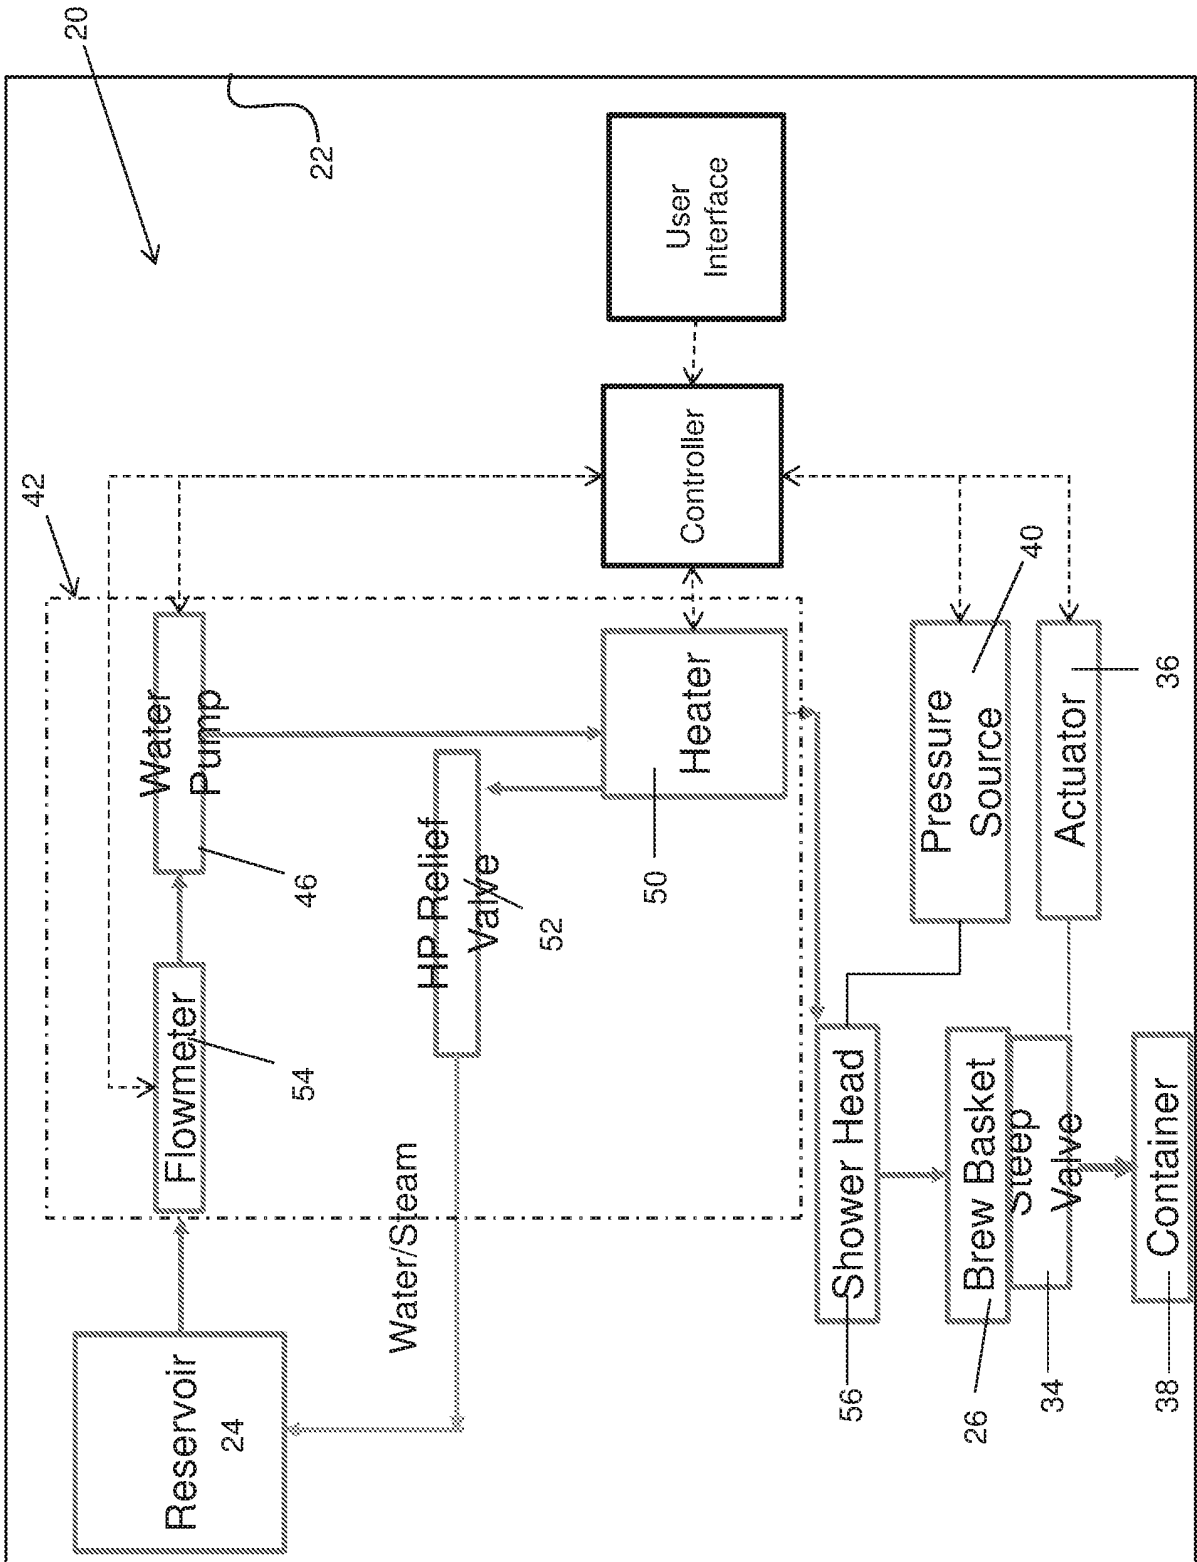 42
20
Reservoir
24
Flowmeter
54
Water
Pump
46
22
Water/Steam
HP Relief
Valve
52
50
Heater
Controller
User
Interface
Shower Head
56
Pressure
Source
40
Brew Basket
26
Steep
Valve
34
Actuator
36
Container
38